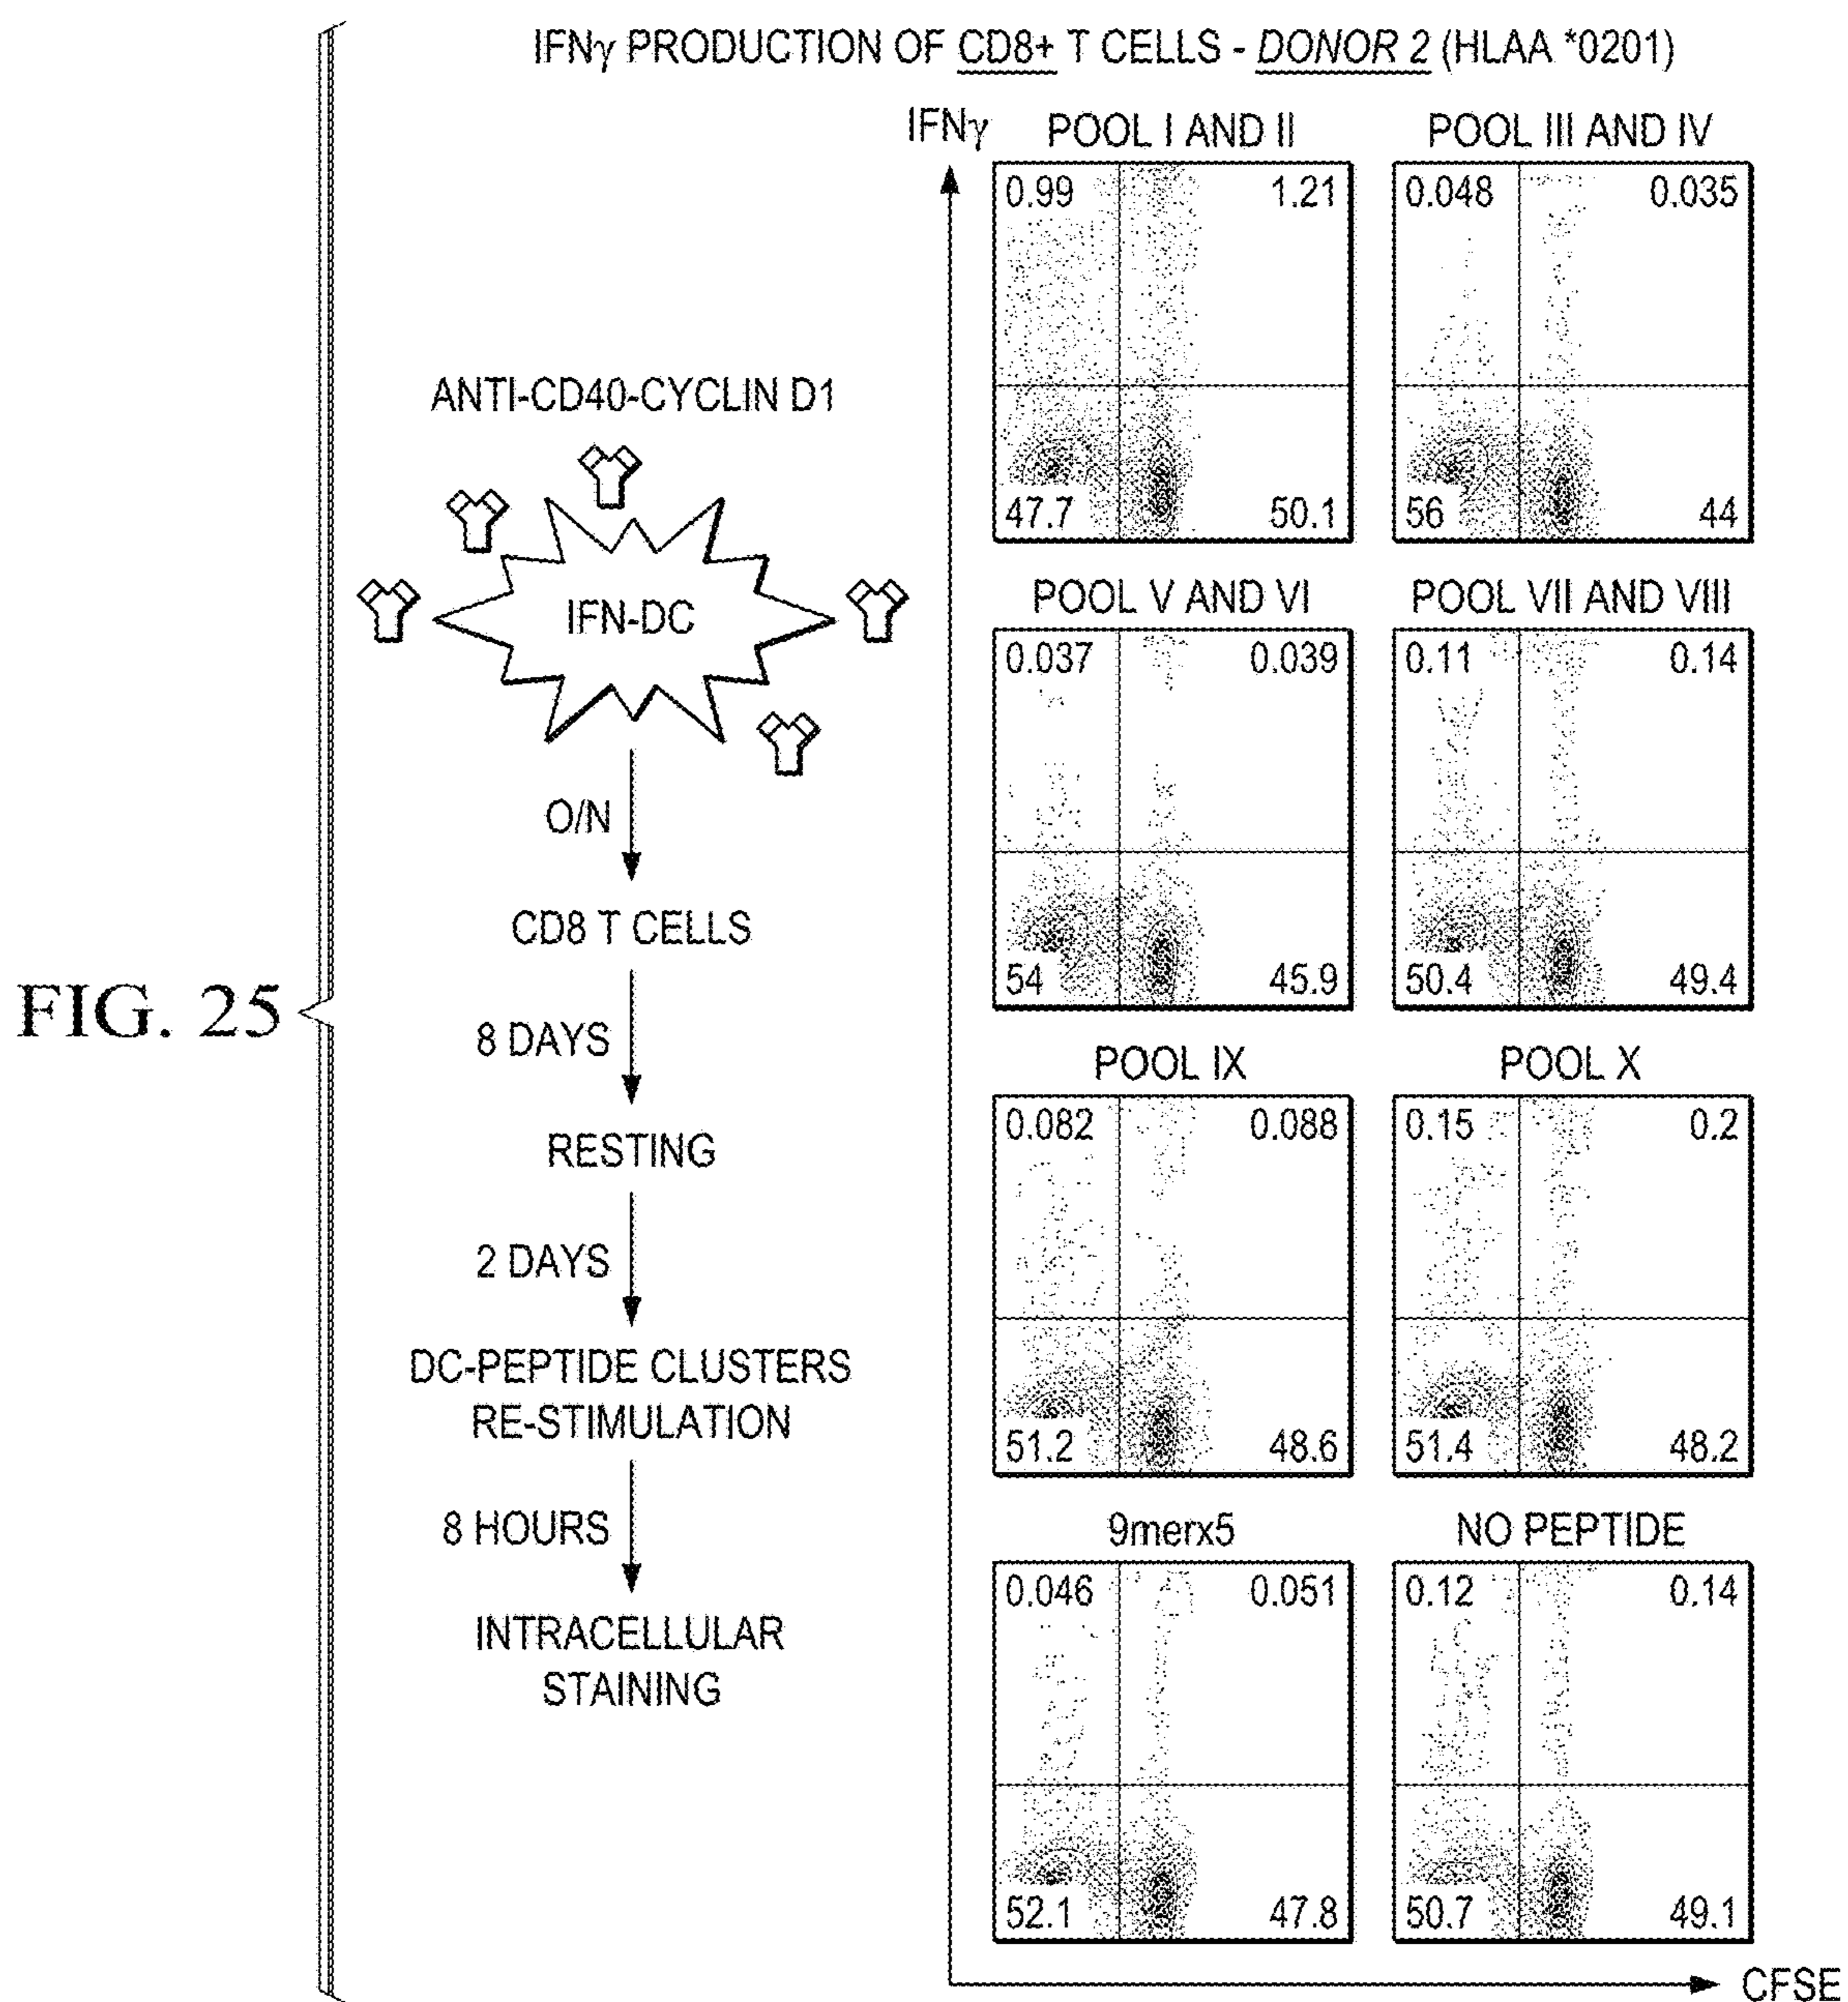 IFNγ PRODUCTION OF CD8+ T CELLS - DONOR 2 (HLAA *0201)
FIG. 25
ANTI-CD40-CYCLIN D1
IFN-DC
O/N
CD8 T CELLS
8 DAYS
RESTING
2 DAYS
DC-PEPTIDE CLUSTERS
RE-STIMULATION
8 HOURS
INTRACELLULAR
STAINING
IFNγ
POOL I AND II
0.99 1.21
47.7 50.1
POOL III AND IV
0.048 0.035
56 44
POOL V AND VI
0.037 0.039
54 45.9
POOL VII AND VIII
0.11 0.14
50.4 49.4
POOL IX
0.082 0.088
51.2 48.6
POOL X
0.15 0.2
51.4 48.2
9merx5
0.046 0.051
52.1 47.8
NO PEPTIDE
0.12 0.14
50.7 49.1
CFSE